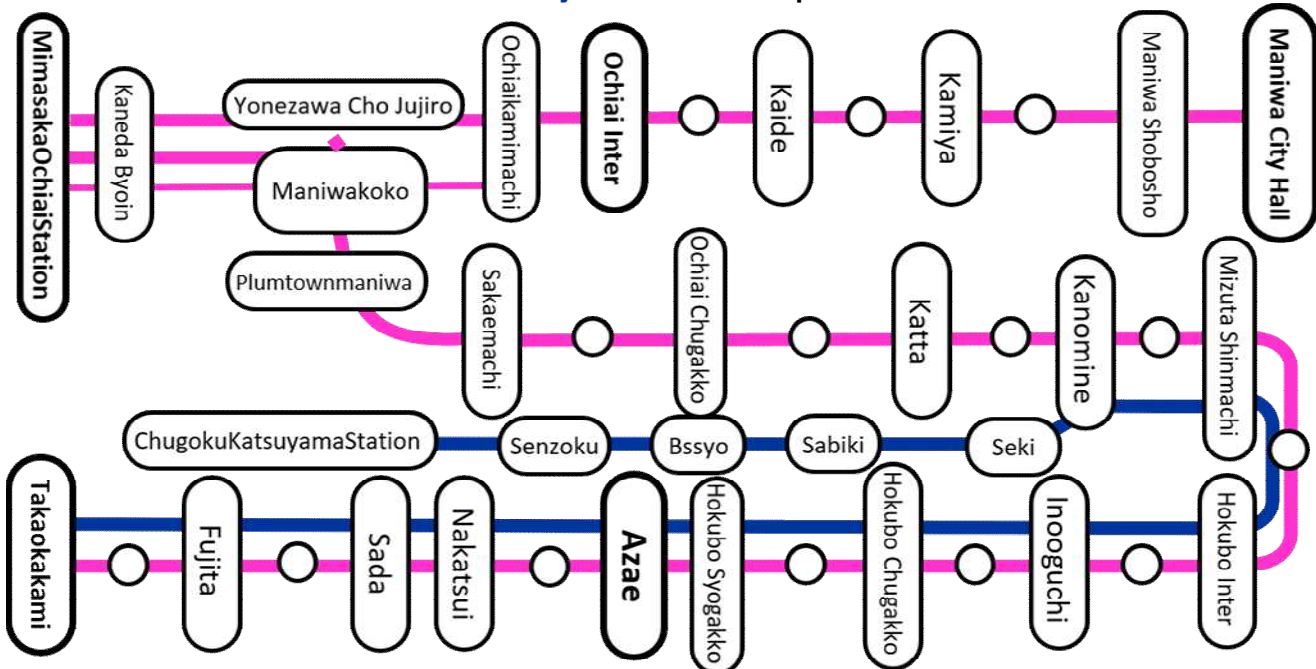 MimasakaOchiaiStation
Kaneda Byoin
Yonezawa Cho Jujiro
Maniwakoko
Plumtownmaniwa
Ochiaikamimachi
Ochiai Inter
Kaide
Kamiya
Maniwa Shobosho
Maniwa City Hall
Sakaemachi
Ochiai Chugakko
Katta
Kanomine
Mizuta Shinmachi
ChugokuKatsuyamaStation
Senzoku
Bssyo
Sabiki
Seki
Takaokakami
Fujita
Sada
Nakatsui
Azae
Hokubo Syogakko
Hokubo Chugakko
Inooguchi
Hokubo Inter